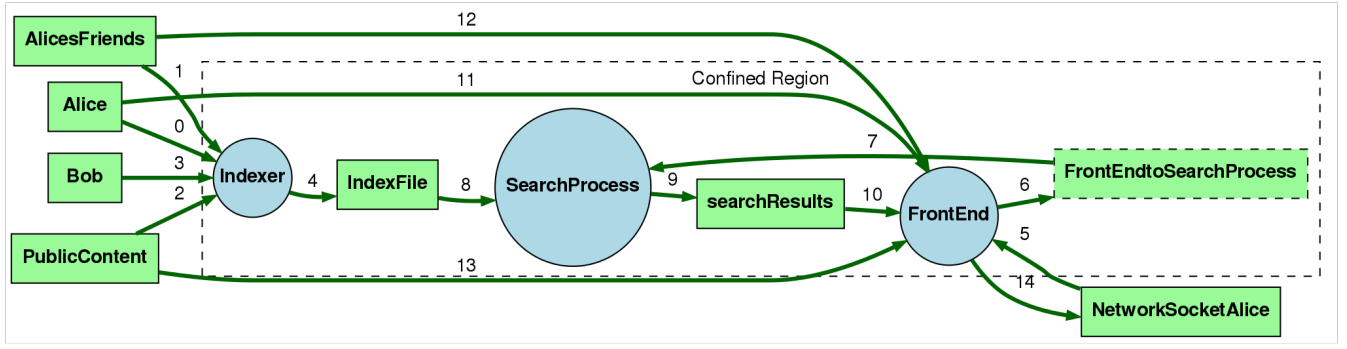 12
AlicesFriends
1
11
Confined Region
Alice
0
7
Bob
3
Indexer
4
IndexFile
8
SearchProcess
9
searchResults
10
FrontEnd
6
FrontEndtoSearchProcess
2
PublicContent
13
5
14
NetworkSocketAlice